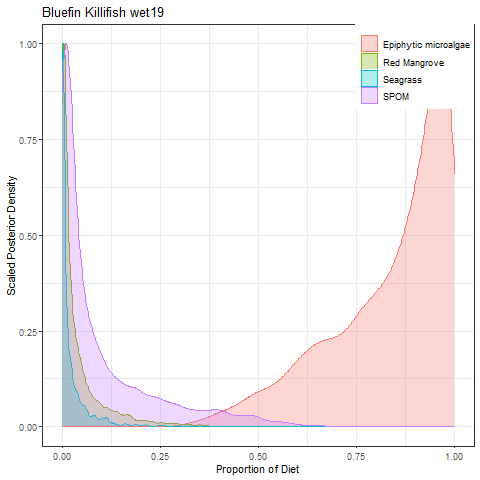 Bluefin Killifish wet19
Epiphytic microalgae
Red Mangrove
Seagrass
SPOM
1.00
0.75
0.50
0.25
0.00
Scaled Posterior Density
0.00 0.25 0.50 0.75 1.00
Proportion of Diet